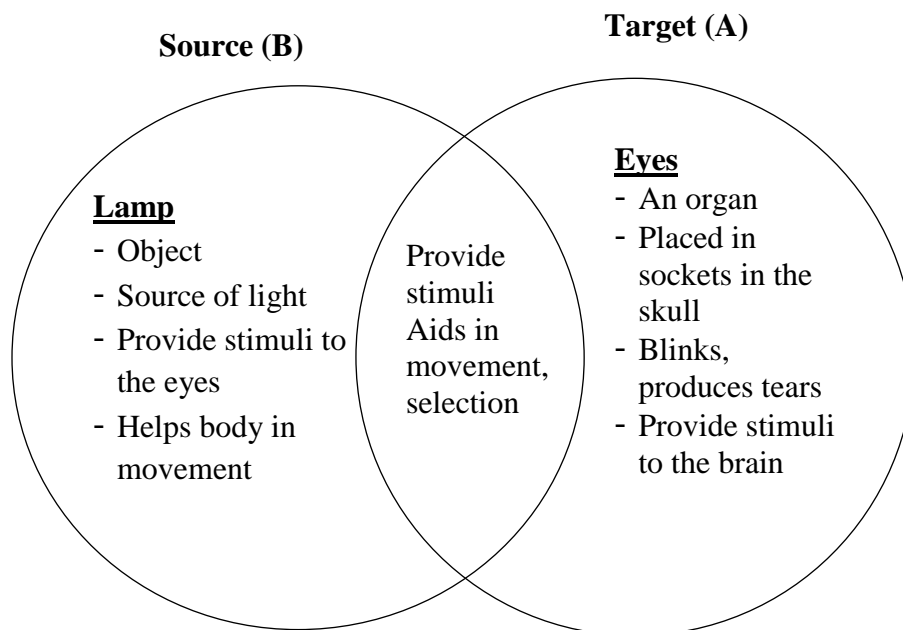 Source (B)
Target (A)
Lamp
- Object
- Source of light
- Provide stimuli to
the eyes
- Helps body in
movement
Provide
stimuli
Aids in
movement,
selection
Eyes
- An organ
- Placed in
sockets in the
skull
- Blinks,
produces tears
- Provide stimuli
to the brain